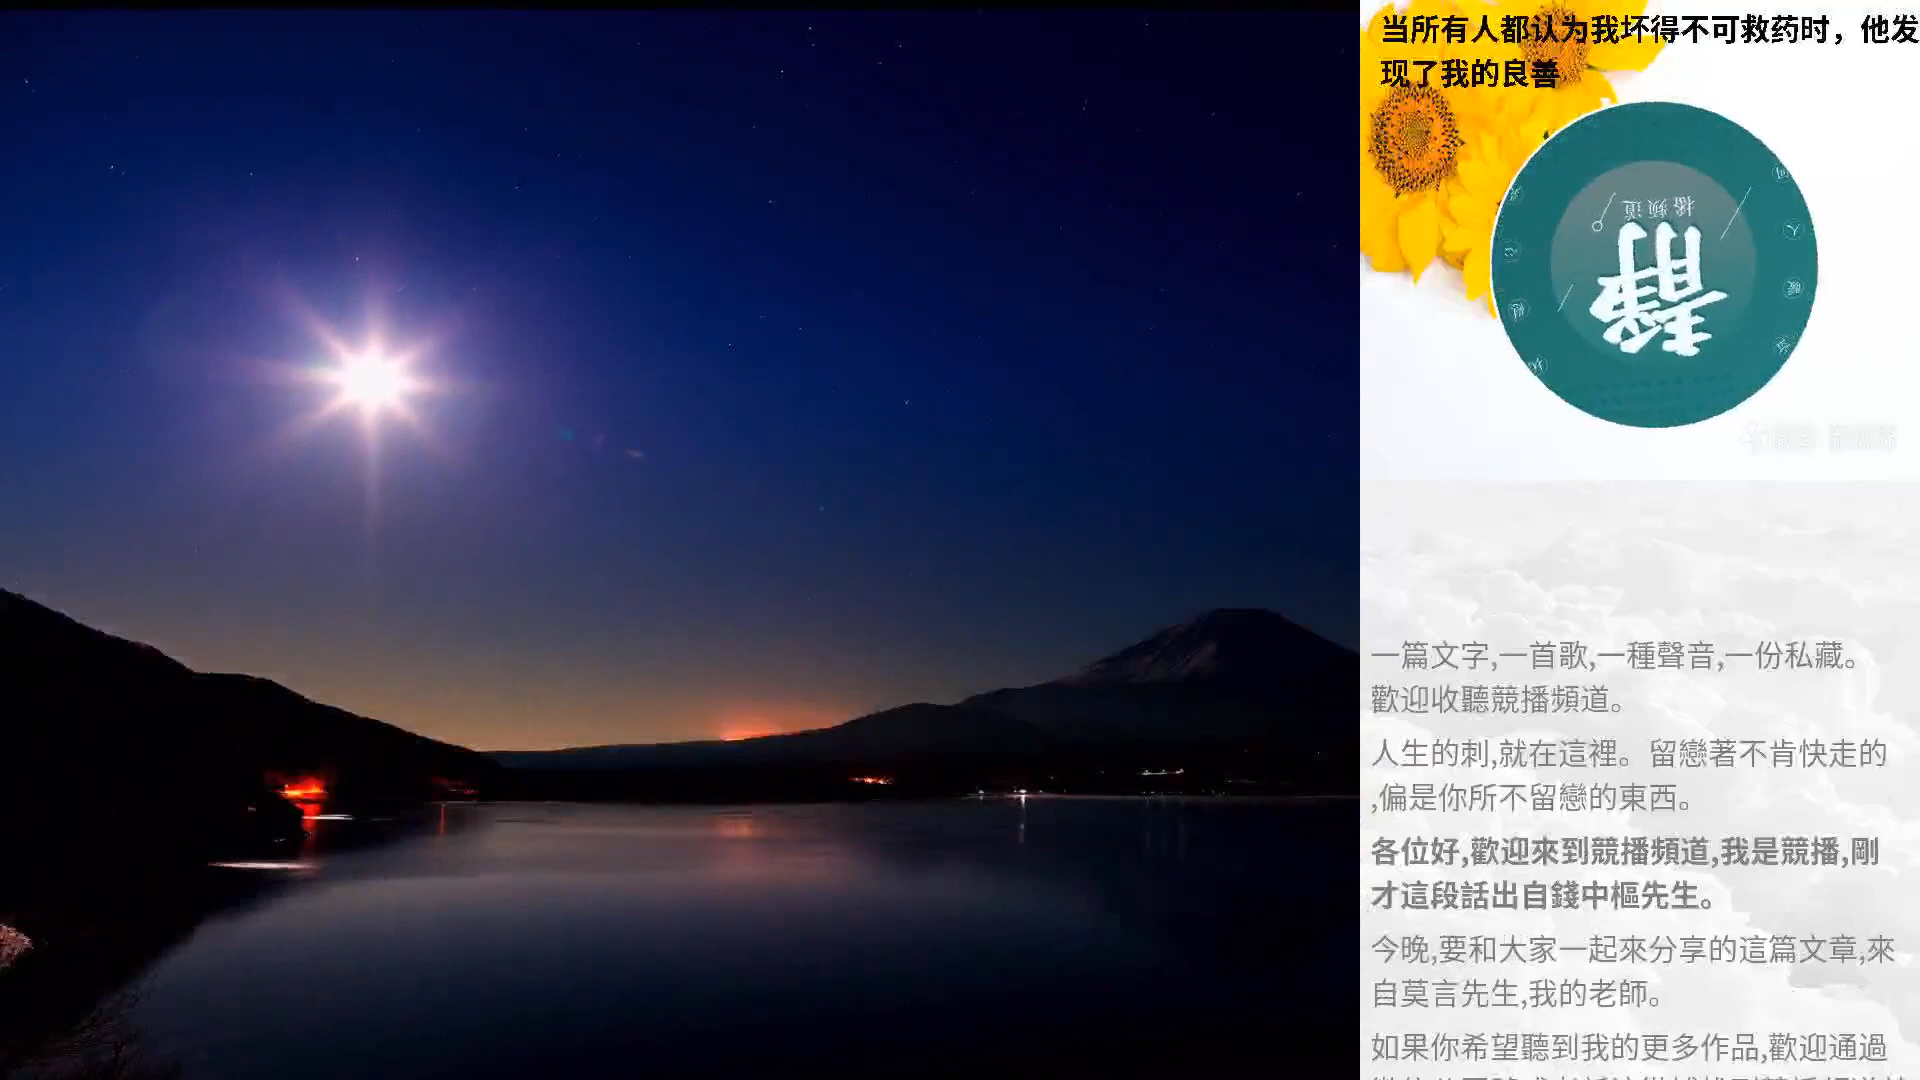 当所有人都认为我坏得不可救药时，他发
现了我的良善
播频道
靜
一篇文字,一首歌,一種聲音,一份私藏。
歡迎收聽競播頻道。
人生的刺,就在這裡。留戀著不肯快走的
,偏是你所不留戀的東西。
各位好,歡迎來到競播頻道,我是競播,剛
才這段話出自錢中樞先生。
今晚,要和大家一起來分享的這篇文章,來
自莫言先生,我的老師。
如果你希望聽到我的更多作品,歡迎通過